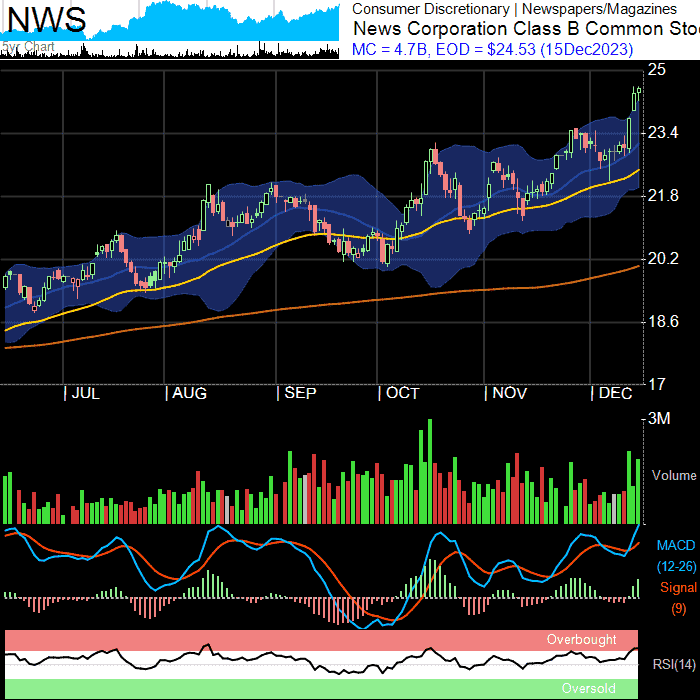 NWS
5yr Chart
Consumer Discretionary | Newspapers/Magazines
News Corporation Class B Common Sto
MC = 4.7B, EOD = $24.53 (15Dec2023)
25
23.4
21.8
20.2
18.6
17
| JUL | AUG | SEP | OCT | NOV | DEC
3M
Volume
MACD
(12-26)
Signal
(9)
Overbought
RSI(14)
Oversold